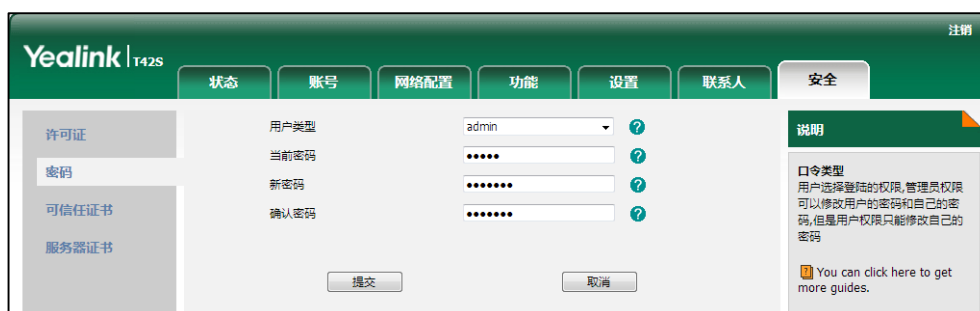 注销
Yealink T42S
状态 账号 网络配置 功能 设置 联系人 安全
许可证
密码
可信任证书
服务器证书
用户类型 admin
当前密码 •••••
新密码 •••••••
确认密码 •••••••
提交 取消
说明
口令类型
用户选择登陆的权限,管理员权限
可以修改用户的密码和自己的密
码,但是用户权限只能修改自己的
密码
You can click here to get
more guides.